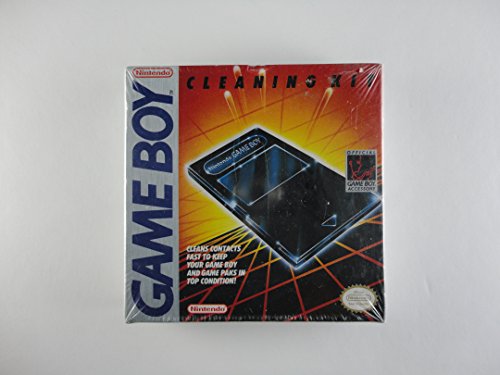 Nintendo
GAME BOY
CLEANING KIT
Nintendo GAME BOY
OFFICIAL
GAME BOY
ACCESSORY
CLEANS CONTACTS
FAST TO KEEP
YOUR GAME BOY
AND GAME PAKS IN
TOP CONDITION!
Nintendo
Nintendo